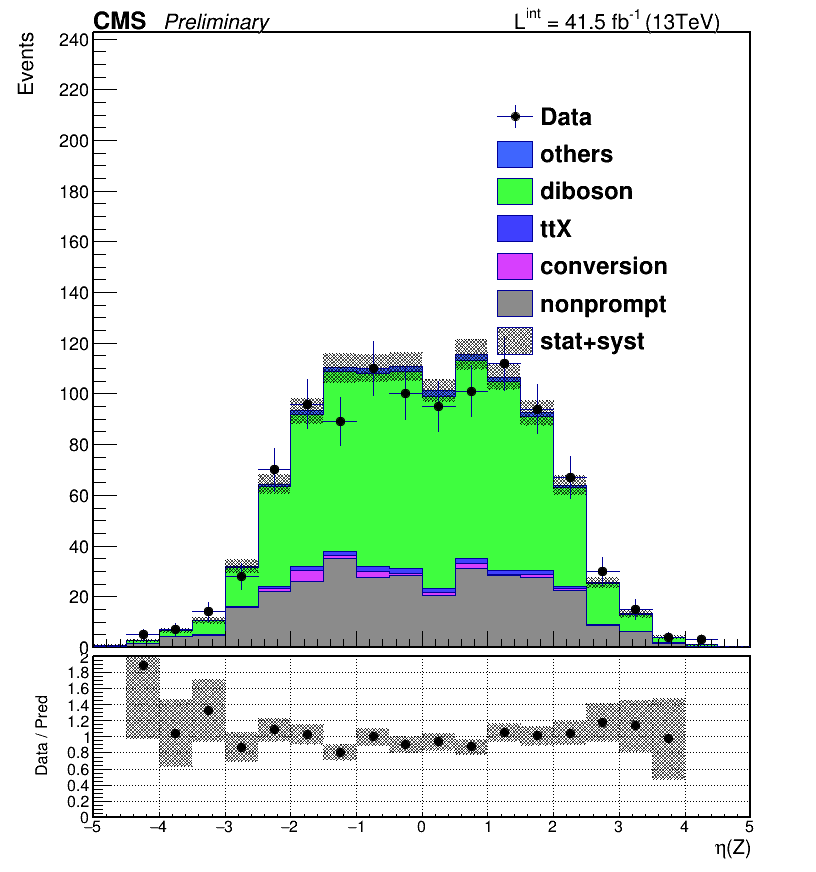 CMS Preliminary L^int = 41.5 fb^-1 (13TeV)
Events
240
220
200
180
160
140
120
100
80
60
40
20
0
Data
others
diboson
ttX
conversion
nonprompt
stat+syst
Data / Pred
2
1.8
1.6
1.4
1.2
1
0.8
0.6
0.4
0.2
0
−5 −4 −3 −2 −1 0 1 2 3 4 5
η(Z)